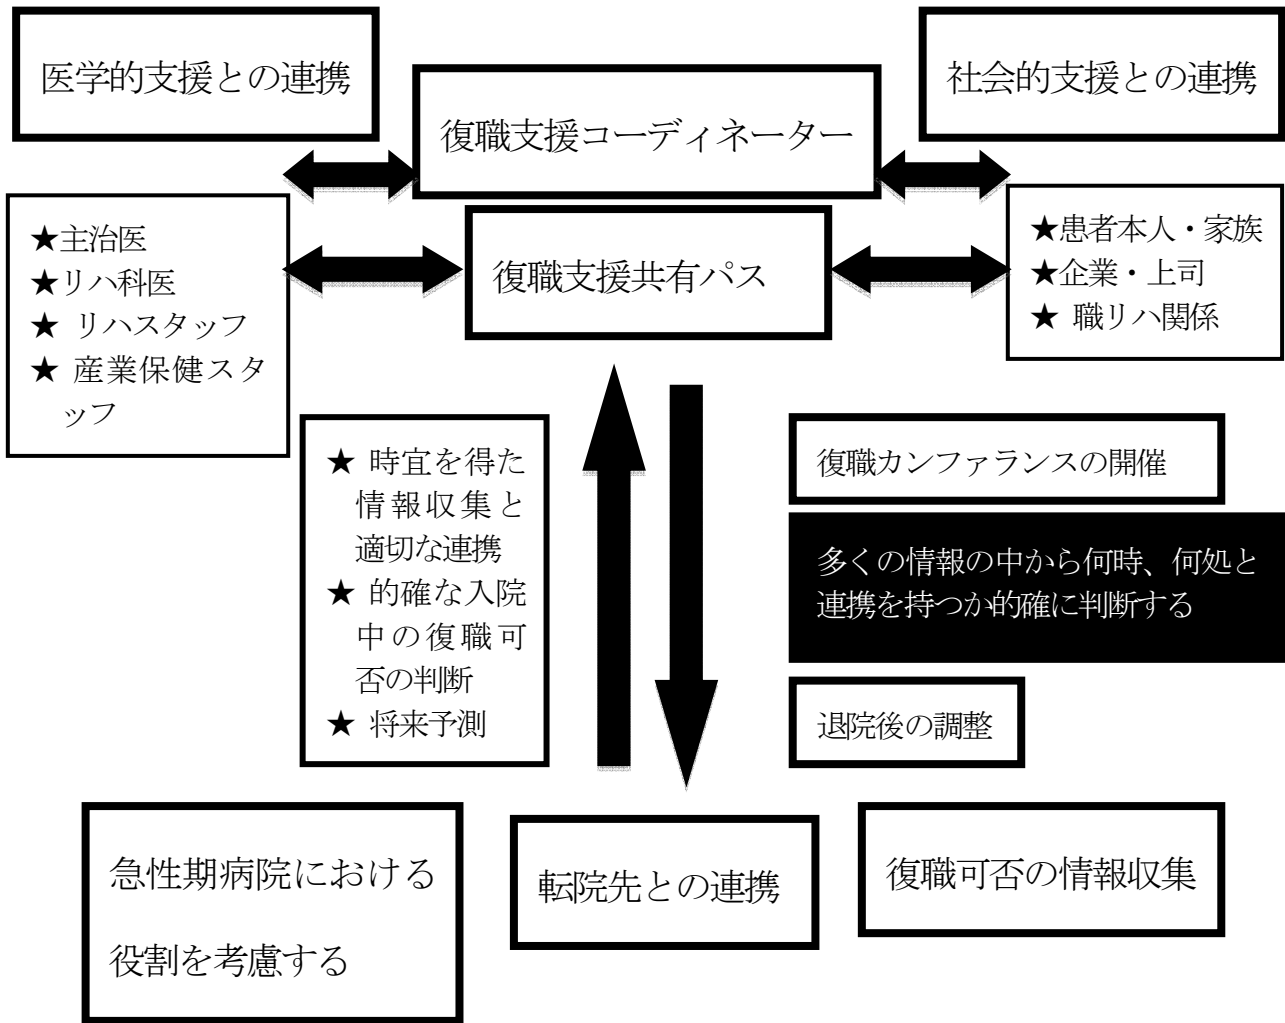 医学的支援との連携
社会的支援との連携
復職支援コーディネーター
★主治医
★リハ科医
★ リハスタッフ
★ 産業保健スタ
ッフ
復職支援共有パス
★患者本人・家族
★企業・上司
★ 職リハ関係
★ 時宜を得た
情報収集と
適切な連携
★ 的確な入院
中の復職可
否の判断
★ 将来予測
復職カンファランスの開催
多くの情報の中から何時、何処と
連携を持つか的確に判断する
退院後の調整
急性期病院における
役割を考慮する
転院先との連携
復職可否の情報収集